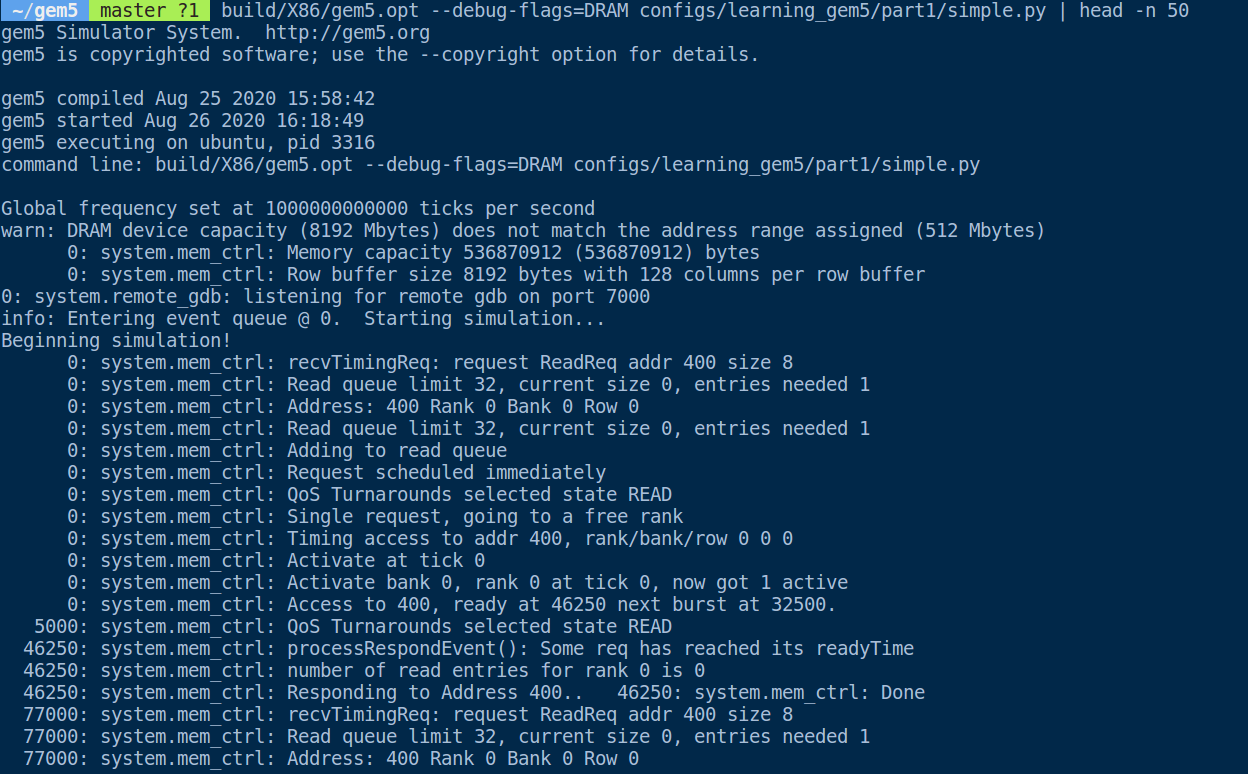 ~/gem5 master ?1 build/X86/gem5.opt --debug-flags=DRAM configs/learning_gem5/part1/simple.py | head -n 50
gem5 Simulator System.  http://gem5.org
gem5 is copyrighted software; use the --copyright option for details.

gem5 compiled Aug 25 2020 15:58:42
gem5 started Aug 26 2020 16:18:49
gem5 executing on ubuntu, pid 3316
command line: build/X86/gem5.opt --debug-flags=DRAM configs/learning_gem5/part1/simple.py

Global frequency set at 1000000000000 ticks per second
warn: DRAM device capacity (8192 Mbytes) does not match the address range assigned (512 Mbytes)
      0: system.mem_ctrl: Memory capacity 536870912 (536870912) bytes
      0: system.mem_ctrl: Row buffer size 8192 bytes with 128 columns per row buffer
0: system.remote_gdb: listening for remote gdb on port 7000
info: Entering event queue @ 0.  Starting simulation...
Beginning simulation!
      0: system.mem_ctrl: recvTimingReq: request ReadReq addr 400 size 8
      0: system.mem_ctrl: Read queue limit 32, current size 0, entries needed 1
      0: system.mem_ctrl: Address: 400 Rank 0 Bank 0 Row 0
      0: system.mem_ctrl: Read queue limit 32, current size 0, entries needed 1
      0: system.mem_ctrl: Adding to read queue
      0: system.mem_ctrl: Request scheduled immediately
      0: system.mem_ctrl: QoS Turnarounds selected state READ
      0: system.mem_ctrl: Single request, going to a free rank
      0: system.mem_ctrl: Timing access to addr 400, rank/bank/row 0 0 0
      0: system.mem_ctrl: Activate at tick 0
      0: system.mem_ctrl: Activate bank 0, rank 0 at tick 0, now got 1 active
      0: system.mem_ctrl: Access to 400, ready at 46250 next burst at 32500.
   5000: system.mem_ctrl: QoS Turnarounds selected state READ
  46250: system.mem_ctrl: processRespondEvent(): Some req has reached its readyTime
  46250: system.mem_ctrl: number of read entries for rank 0 is 0
  46250: system.mem_ctrl: Responding to Address 400..   46250: system.mem_ctrl: Done
  77000: system.mem_ctrl: recvTimingReq: request ReadReq addr 400 size 8
  77000: system.mem_ctrl: Read queue limit 32, current size 0, entries needed 1
  77000: system.mem_ctrl: Address: 400 Rank 0 Bank 0 Row 0